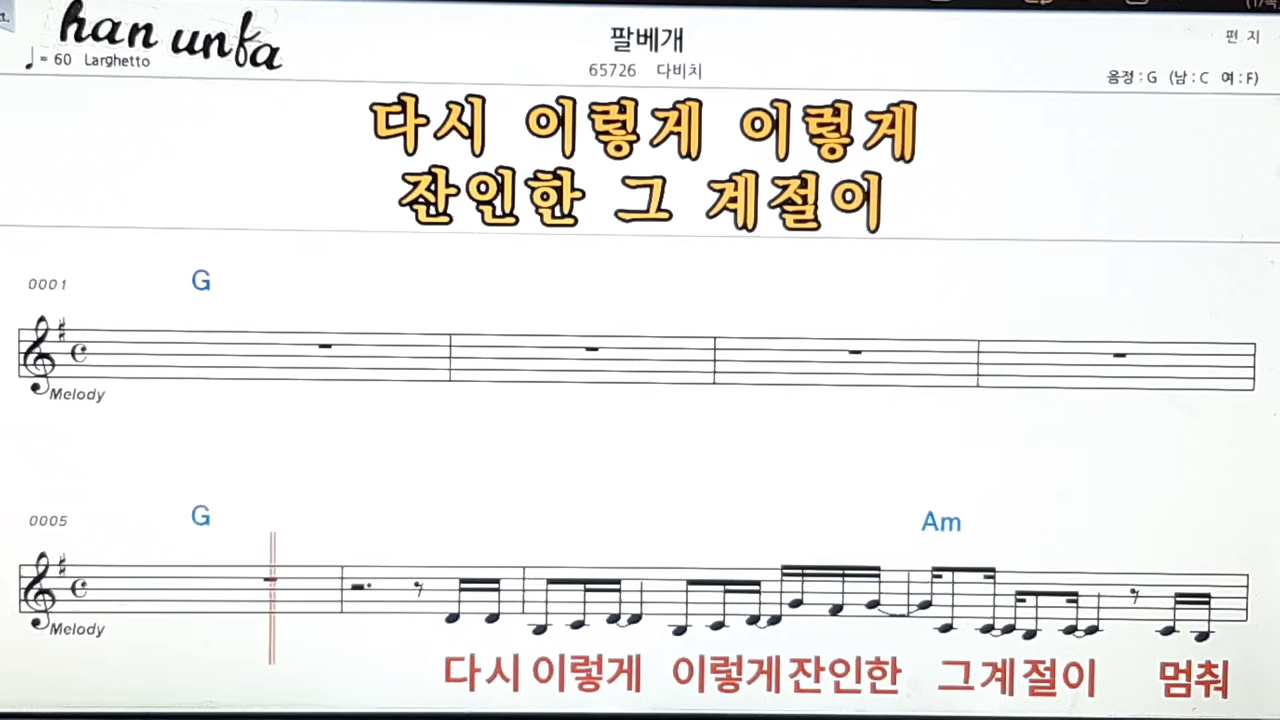 han unfa
♩ = 60 Larghetto
팔베개
65726 다비치
편 지
음정 : G (남 : C 여 : F)
다시 이렇게 이렇게
잔인한 그 계절이
0001 G
Melody
0005 G Am
Melody
다시 이렇게 이렇게 잔인한 그계절이 멈춰